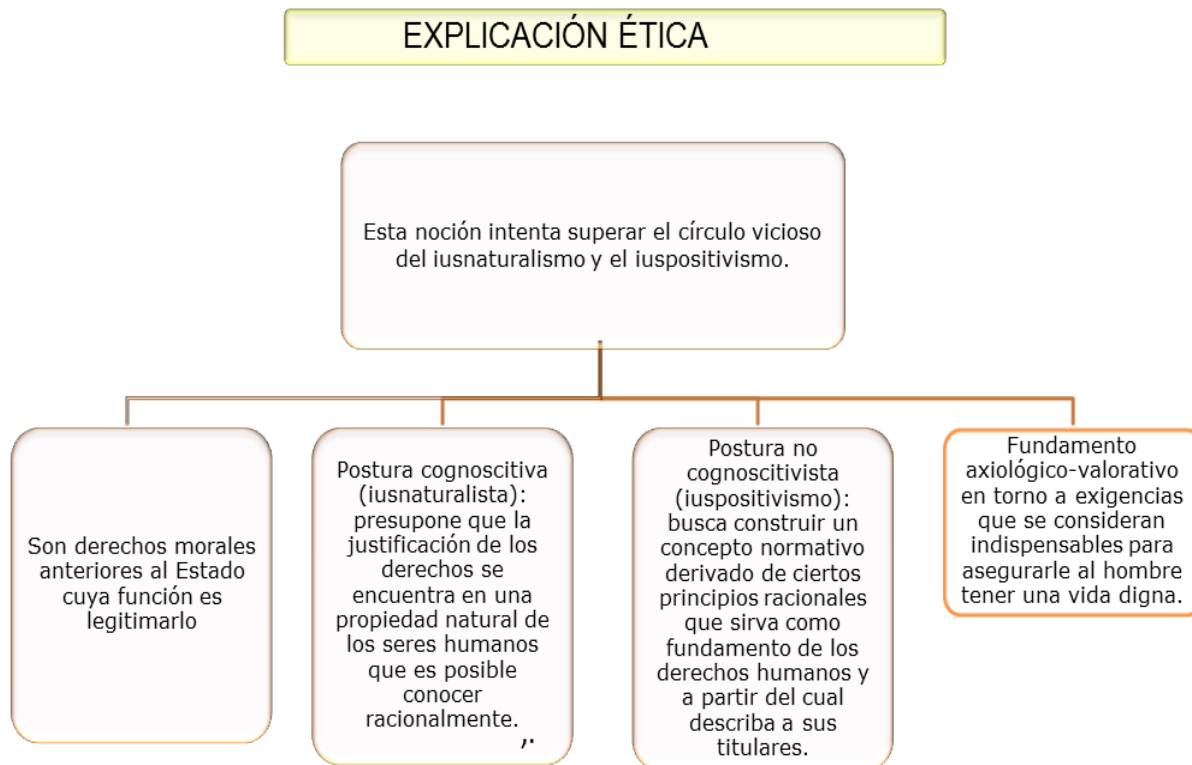 EXPLICACIÓN ÉTICA
Esta noción intenta superar el círculo vicioso
del iusnaturalismo y el iuspositivismo.
Son derechos morales
anteriores al Estado
cuya función es
legitimarlo
Postura cognoscitiva
(iusnaturalista):
presupone que la
justificación de los
derechos se
encuentra en una
propiedad natural de
los seres humanos
que es posible
conocer
racionalmente.
,.
Postura no
cognoscitivista
(iuspositivismo):
busca construir un
concepto normativo
derivado de ciertos
principios racionales
que sirva como
fundamento de los
derechos humanos y
a partir del cual
describa a sus
titulares.
Fundamento
axiológico-valorativo
en torno a exigencias
que se consideran
indispensables para
asegurarle al hombre
tener una vida digna.